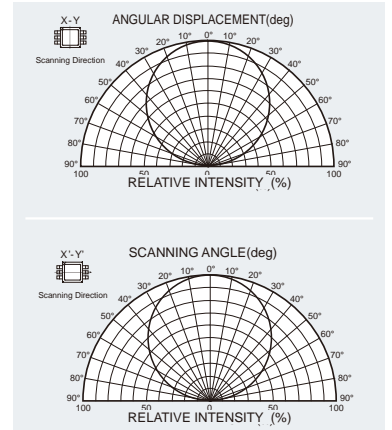 X-Y
ANGULAR DISPLACEMENT(deg)
Scanning Direction
20° 10° 0° 10° 20°
30° 30°
40° 40°
50° 50°
60° 60°
70° 70°
80° 80°
90° 90°
100 50 0 50 100
RELATIVE INTENSITY (%)
X'-Y'
SCANNING ANGLE(deg)
Scanning Direction
20° 10° 0° 10° 20°
30° 30°
40° 40°
50° 50°
60° 60°
70° 70°
80° 80°
90° 90°
100 50 0 50 100
RELATIVE INTENSITY (%)